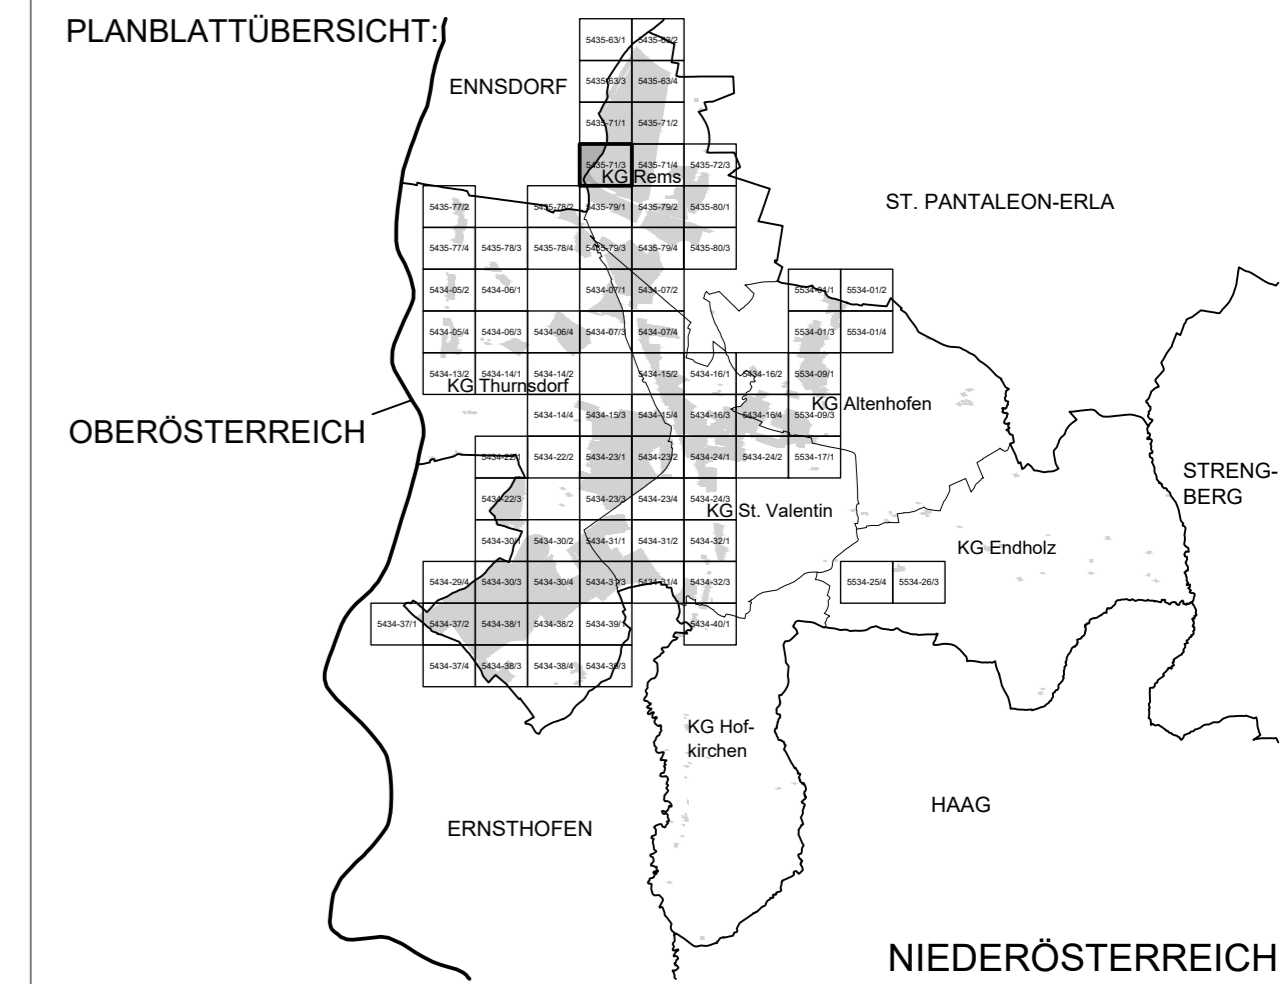 PLANBLATTÜBERSICHT:
5435-63/1 5435-63/2
ENNSDORF
5435-63/3 5435-63/4
5435-71/1 5435-71/2
5435-71/3 5435-71/4 5435-72/3
KG Rems
ST. PANTALEON-ERLA
5435-77/2 5435-78/2 5435-79/1 5435-79/2 5435-80/1
5435-77/4 5435-78/3 5435-78/4 5435-79/3 5435-79/4 5435-80/3
5434-05/2 5434-06/1 5434-07/1 5434-07/2 5534-01/1 5534-01/2
5434-05/4 5434-06/3 5434-06/4 5434-07/3 5434-07/4 5534-01/3 5534-01/4
5434-13/2 5434-14/1 5434-14/2 5434-15/2 5434-16/1 5434-16/2 5534-09/1
KG Thurnsdorf
KG Altenhofen
5434-14/4 5434-15/3 5434-15/4 5434-16/3 5434-16/4 5534-09/3
OBERÖSTERREICH
5434-22/1 5434-22/2 5434-23/1 5434-23/2 5434-24/1 5434-24/2 5534-17/1
STRENG-
BERG
5434-22/3 5434-23/3 5434-23/4 5434-24/3
KG St. Valentin
5434-30/1 5434-30/2 5434-31/1 5434-31/2 5434-32/1
KG Endholz
5434-29/4 5434-30/3 5434-30/4 5434-31/3 5434-31/4 5434-32/3 5534-25/4 5534-26/3
5434-37/1 5434-37/2 5434-38/1 5434-38/2 5434-39/1 5434-40/1
5434-37/4 5434-38/3 5434-38/4 5434-39/3
KG Hof-
kirchen
HAAG
ERNSTHOFEN
NIEDERÖSTERREICH